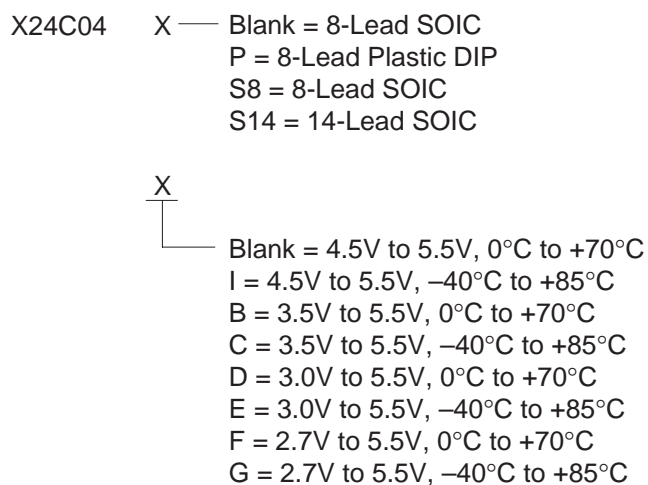 X24C04 X Blank = 8-Lead SOIC
P = 8-Lead Plastic DIP
S8 = 8-Lead SOIC
S14 = 14-Lead SOIC
X
Blank = 4.5V to 5.5V, 0°C to +70°C
I = 4.5V to 5.5V, –40°C to +85°C
B = 3.5V to 5.5V, 0°C to +70°C
C = 3.5V to 5.5V, –40°C to +85°C
D = 3.0V to 5.5V, 0°C to +70°C
E = 3.0V to 5.5V, –40°C to +85°C
F = 2.7V to 5.5V, 0°C to +70°C
G = 2.7V to 5.5V, –40°C to +85°C